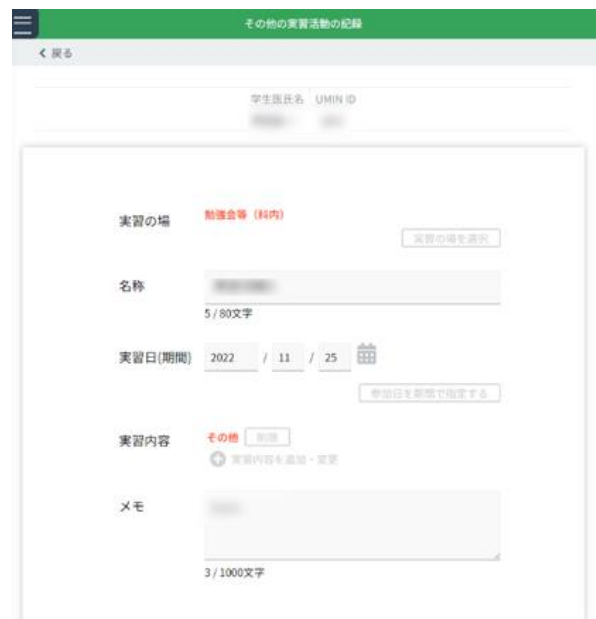 その他の実習活動の記録
戻る
学生医氏名 UMIN ID
実習の場 勉強会等（科内）
実習の場を選択
名称
5 / 80文字
実習日(期間) 2022 / 11 / 25
参加日を期間で指定する
実習内容 その他 削除
実習内容を追加・変更
メモ
3 / 1000文字